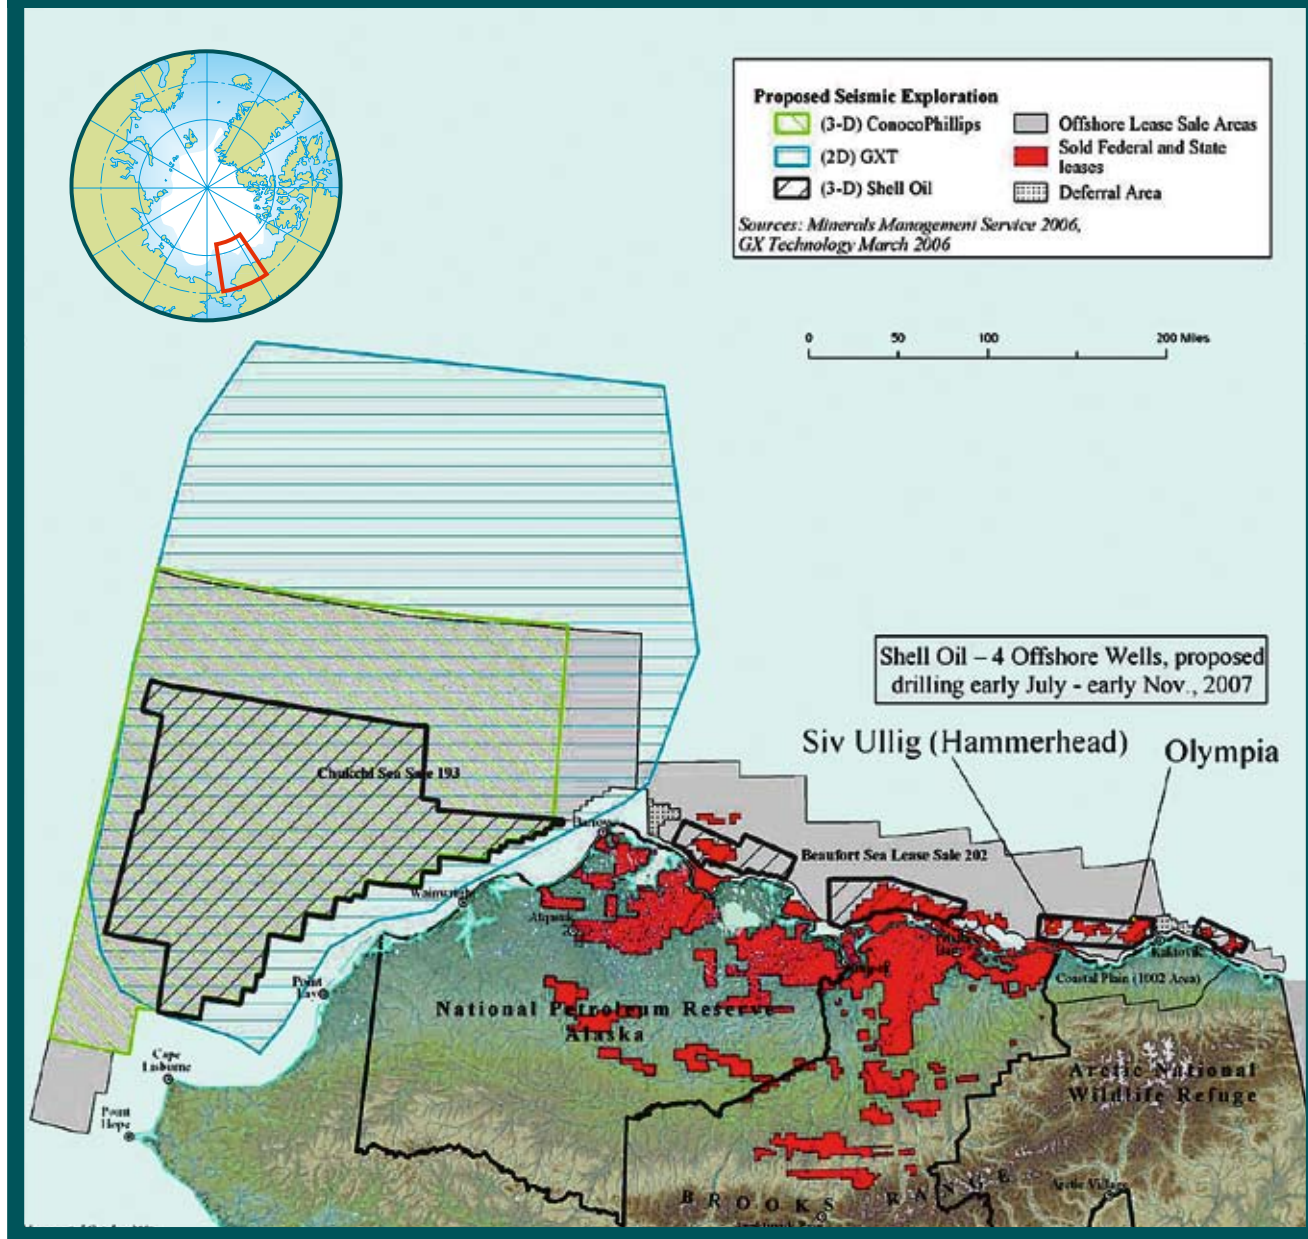 Proposed Seismic Exploration
(3-D) ConocoPhillips
(2D) GXT
(3-D) Shell Oil
Offshore Lease Sale Areas
Sold Federal and State
leases
Deferral Area
Sources: Minerals Management Service 2006,
GX Technology March 2006
0 50 100 200 Miles
Shell Oil – 4 Offshore Wells, proposed
drilling early July - early Nov., 2007
Siv Ullig (Hammerhead)
Olympia
Chukchi Sea Sale 193
Barrow
Beaufort Sea Lease Sale 202
Wainwright
Atqasuk
Kaktovik
Coastal Plain (1002 Area)
Point
Lay
National Petroleum Reserve
Alaska
Cape
Lisburne
Arctic National
Wildlife Refuge
Point
Hope
BROOKS RANGE
Arctic Village